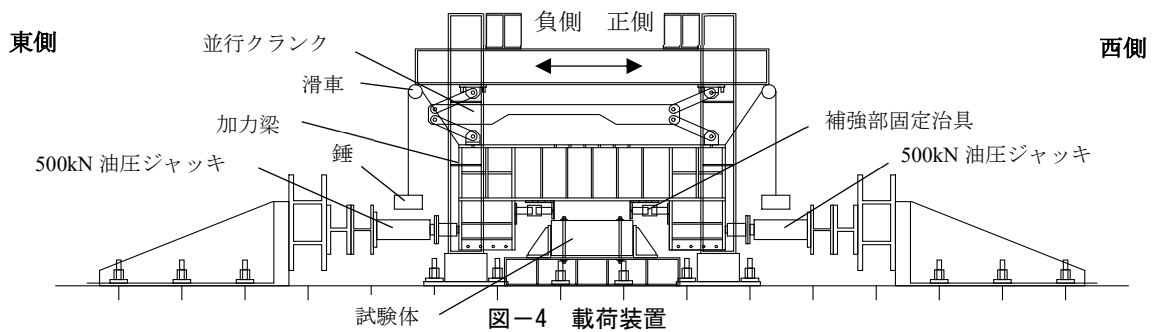 東側
負側 正側
西側
並行クランク
滑車
加力梁
錘
500kN 油圧ジャッキ
補強部固定治具
500kN 油圧ジャッキ
試験体
図－4 載荷装置